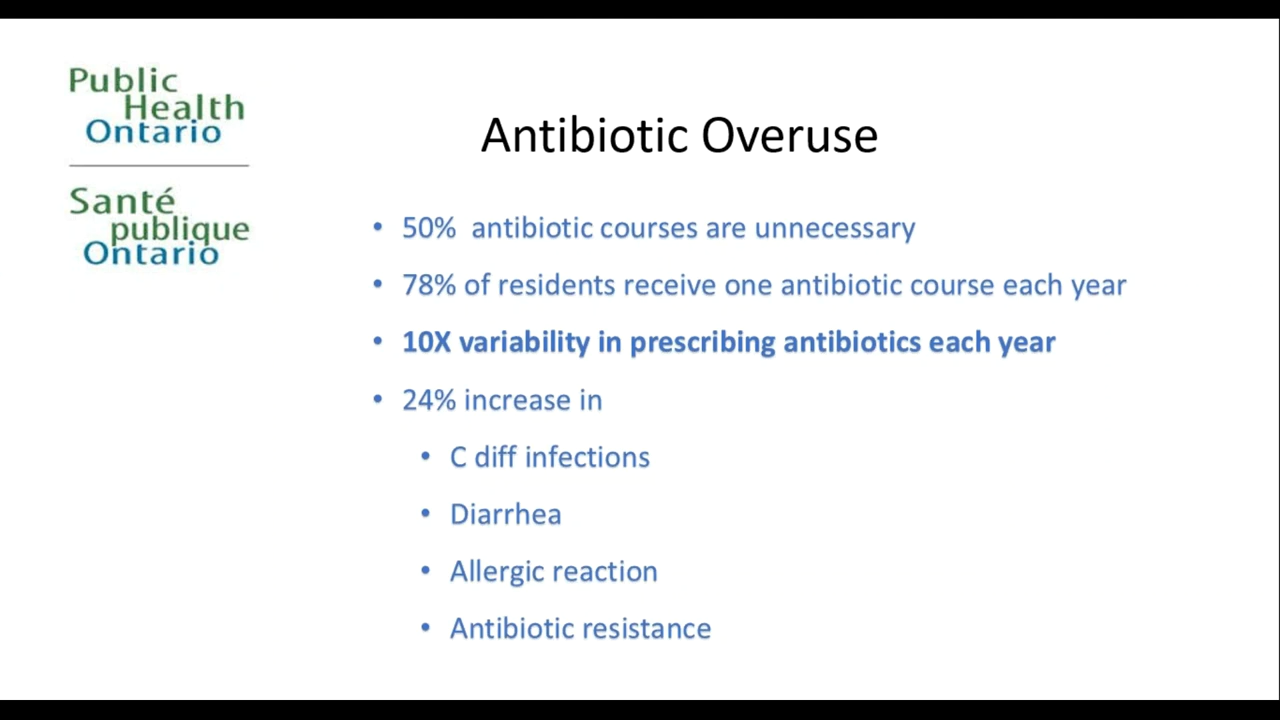 Public
Health
Ontario
Santé
publique
Ontario
Antibiotic Overuse
• 50%  antibiotic courses are unnecessary
• 78% of residents receive one antibiotic course each year
• 10X variability in prescribing antibiotics each year
• 24% increase in
• C diff infections
• Diarrhea
• Allergic reaction
• Antibiotic resistance